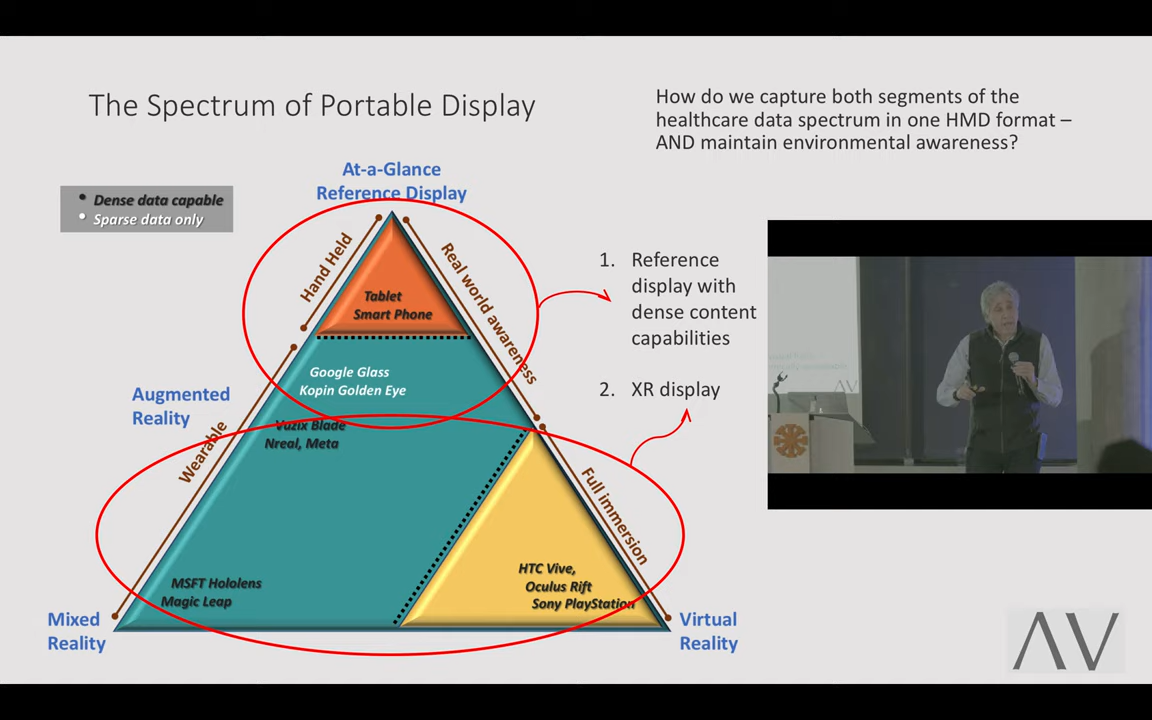 The Spectrum of Portable Display
How do we capture both segments of the
healthcare data spectrum in one HMD format –
AND maintain environmental awareness?
At-a-Glance
Reference Display
• Dense data capable
• Sparse data only
Hand Held
Real world awareness
Tablet
Smart Phone
1. Reference
display with
dense content
capabilities
Google Glass
Kopin Golden Eye
2. XR display
Augmented
Reality
Vuzix Blade
Nreal, Meta
Wearable
Full immersion
MSFT Hololens
Magic Leap
HTC Vive,
Oculus Rift
Sony PlayStation
Mixed
Reality
Virtual
Reality
AV
AV